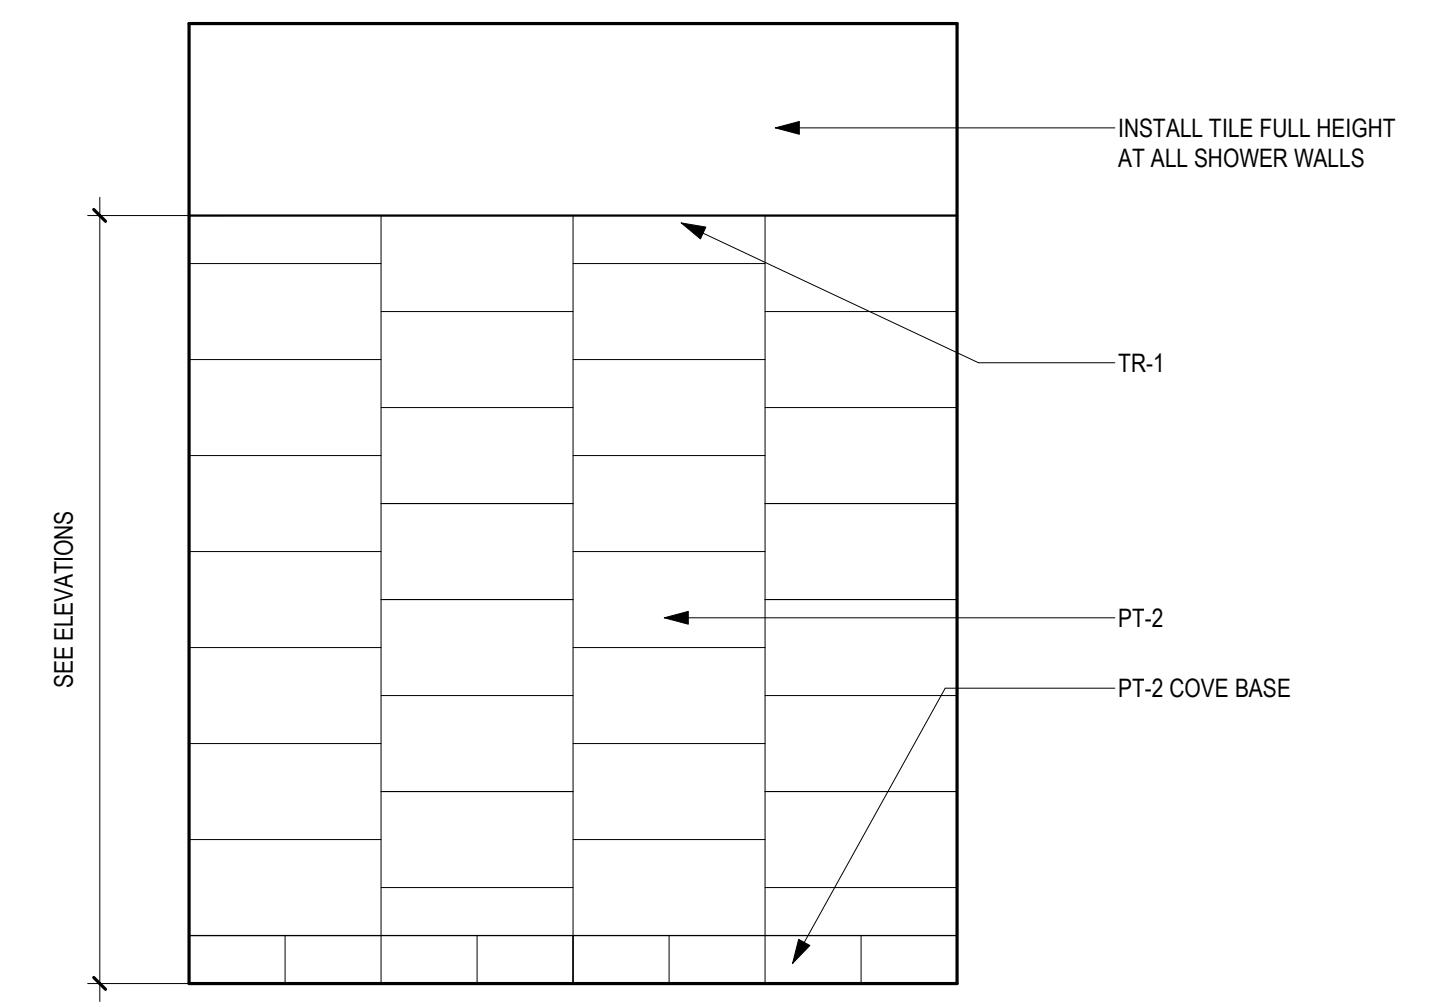 INSTALL TILE FULL HEIGHT
AT ALL SHOWER WALLS
TR-1
SEE ELEVATIONS
PT-2
PT-2 COVE BASE